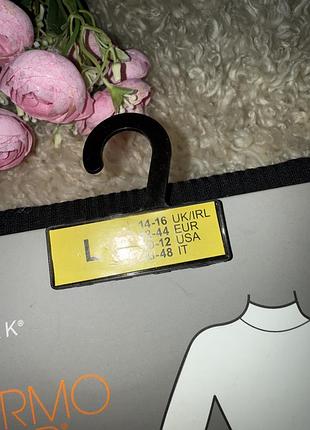 L
14-16 UK/IRL
-44 EUR
-12 USA
-48 IT
K®
RMO